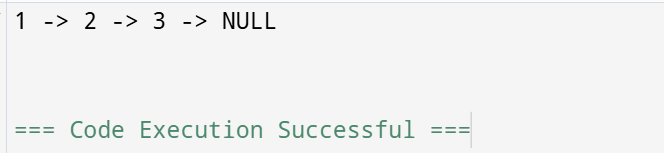 1 -> 2 -> 3 -> NULL
=== Code Execution Successful ===